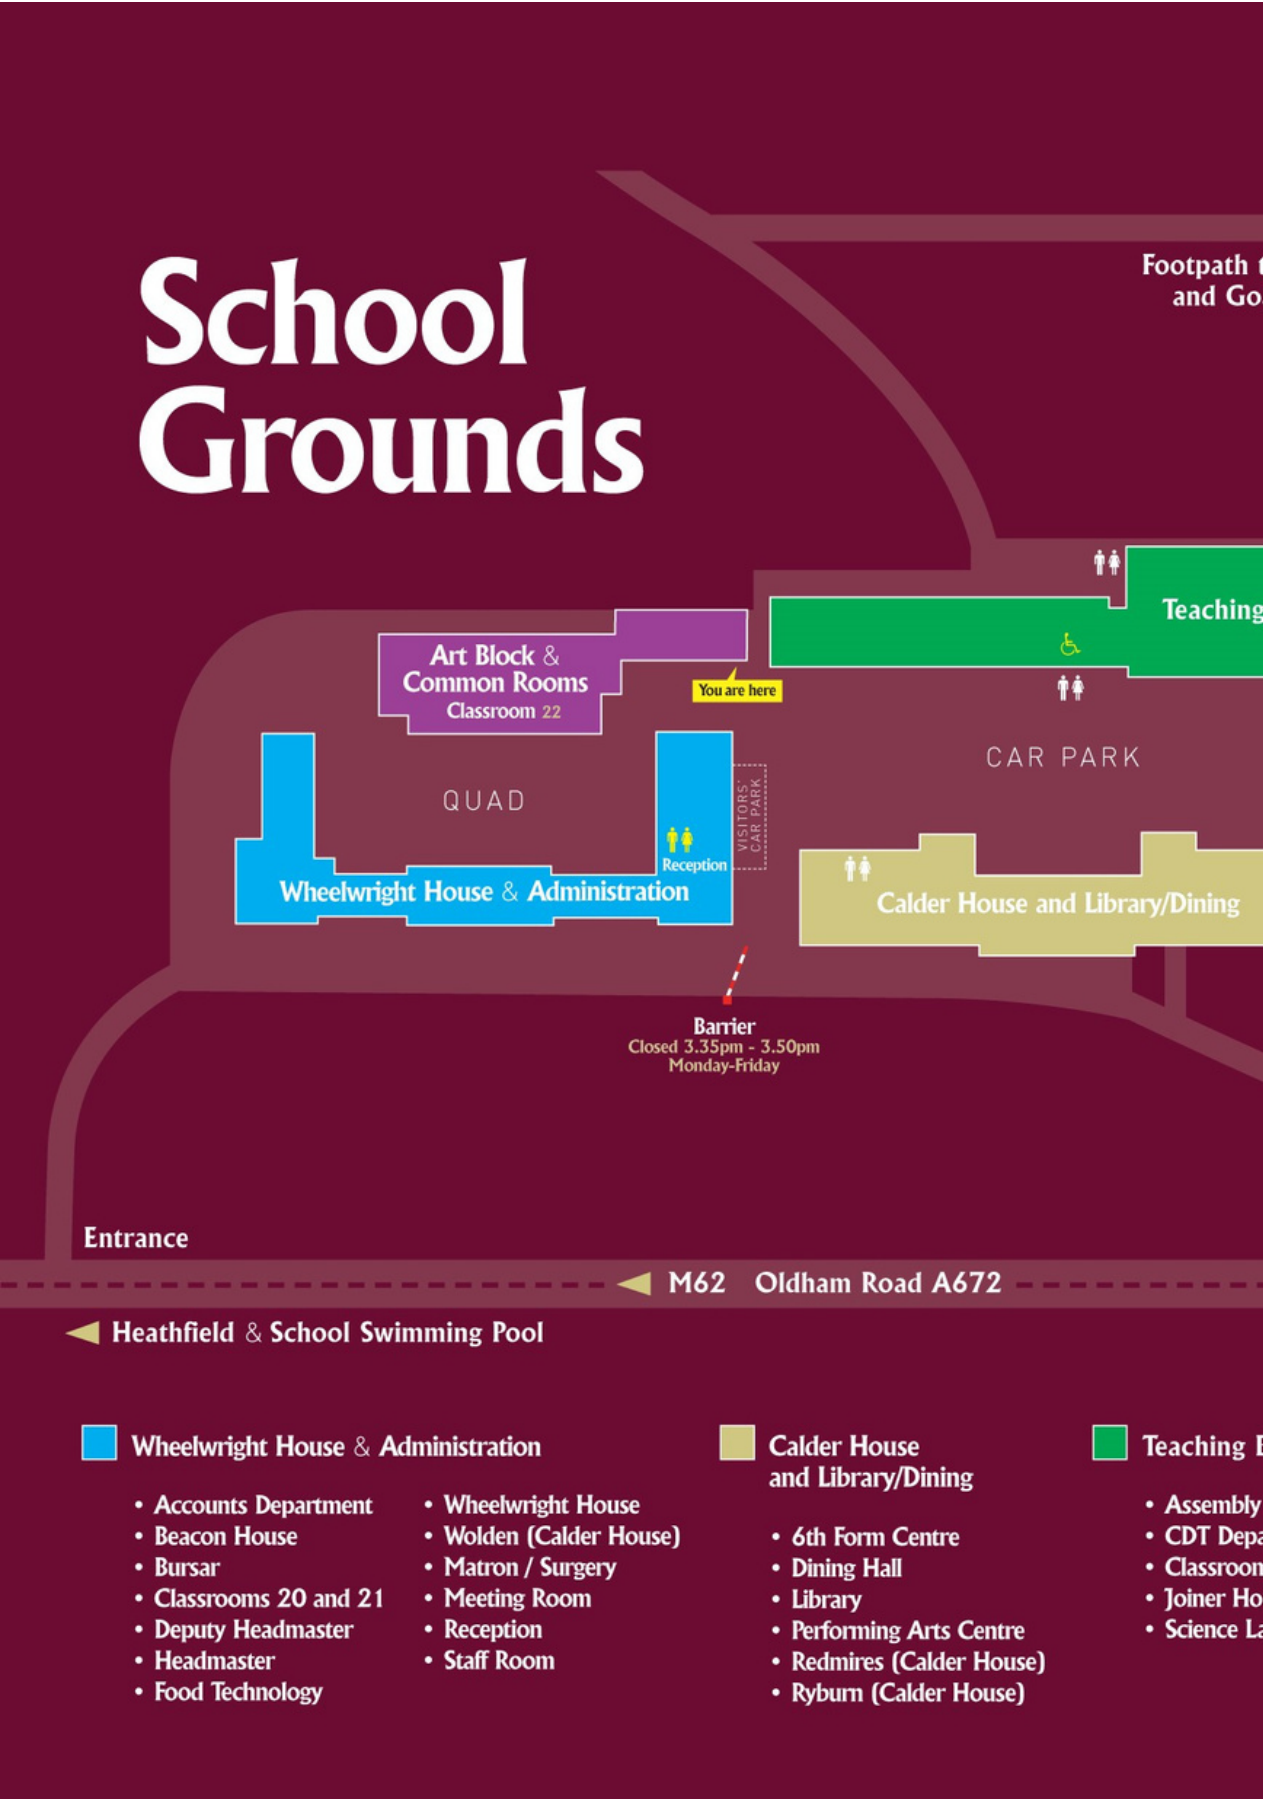 School
Grounds
Footpath
and
Teaching
Art Block &
Common Rooms
Classroom 22
You are here
CAR PARK
QUAD
VISITORS'
CAR PARK
Reception
Wheelwright House & Administration
Calder House and Library/Dining
Barrier
Closed 3.35pm - 3.50pm
Monday-Friday
Entrance
M62 Oldham Road A672
Heathfield & School Swimming Pool
Wheelwright House & Administration
• Accounts Department
• Beacon House
• Bursar
• Classrooms 20 and 21
• Deputy Headmaster
• Headmaster
• Food Technology
• Wheelwright House
• Wolden (Calder House)
• Matron / Surgery
• Meeting Room
• Reception
• Staff Room
Calder House
and Library/Dining
• 6th Form Centre
• Dining Hall
• Library
• Performing Arts Centre
• Redmires (Calder House)
• Ryburn (Calder House)
Teaching
• Assembly
• CDT
•
• Joiner
• Science